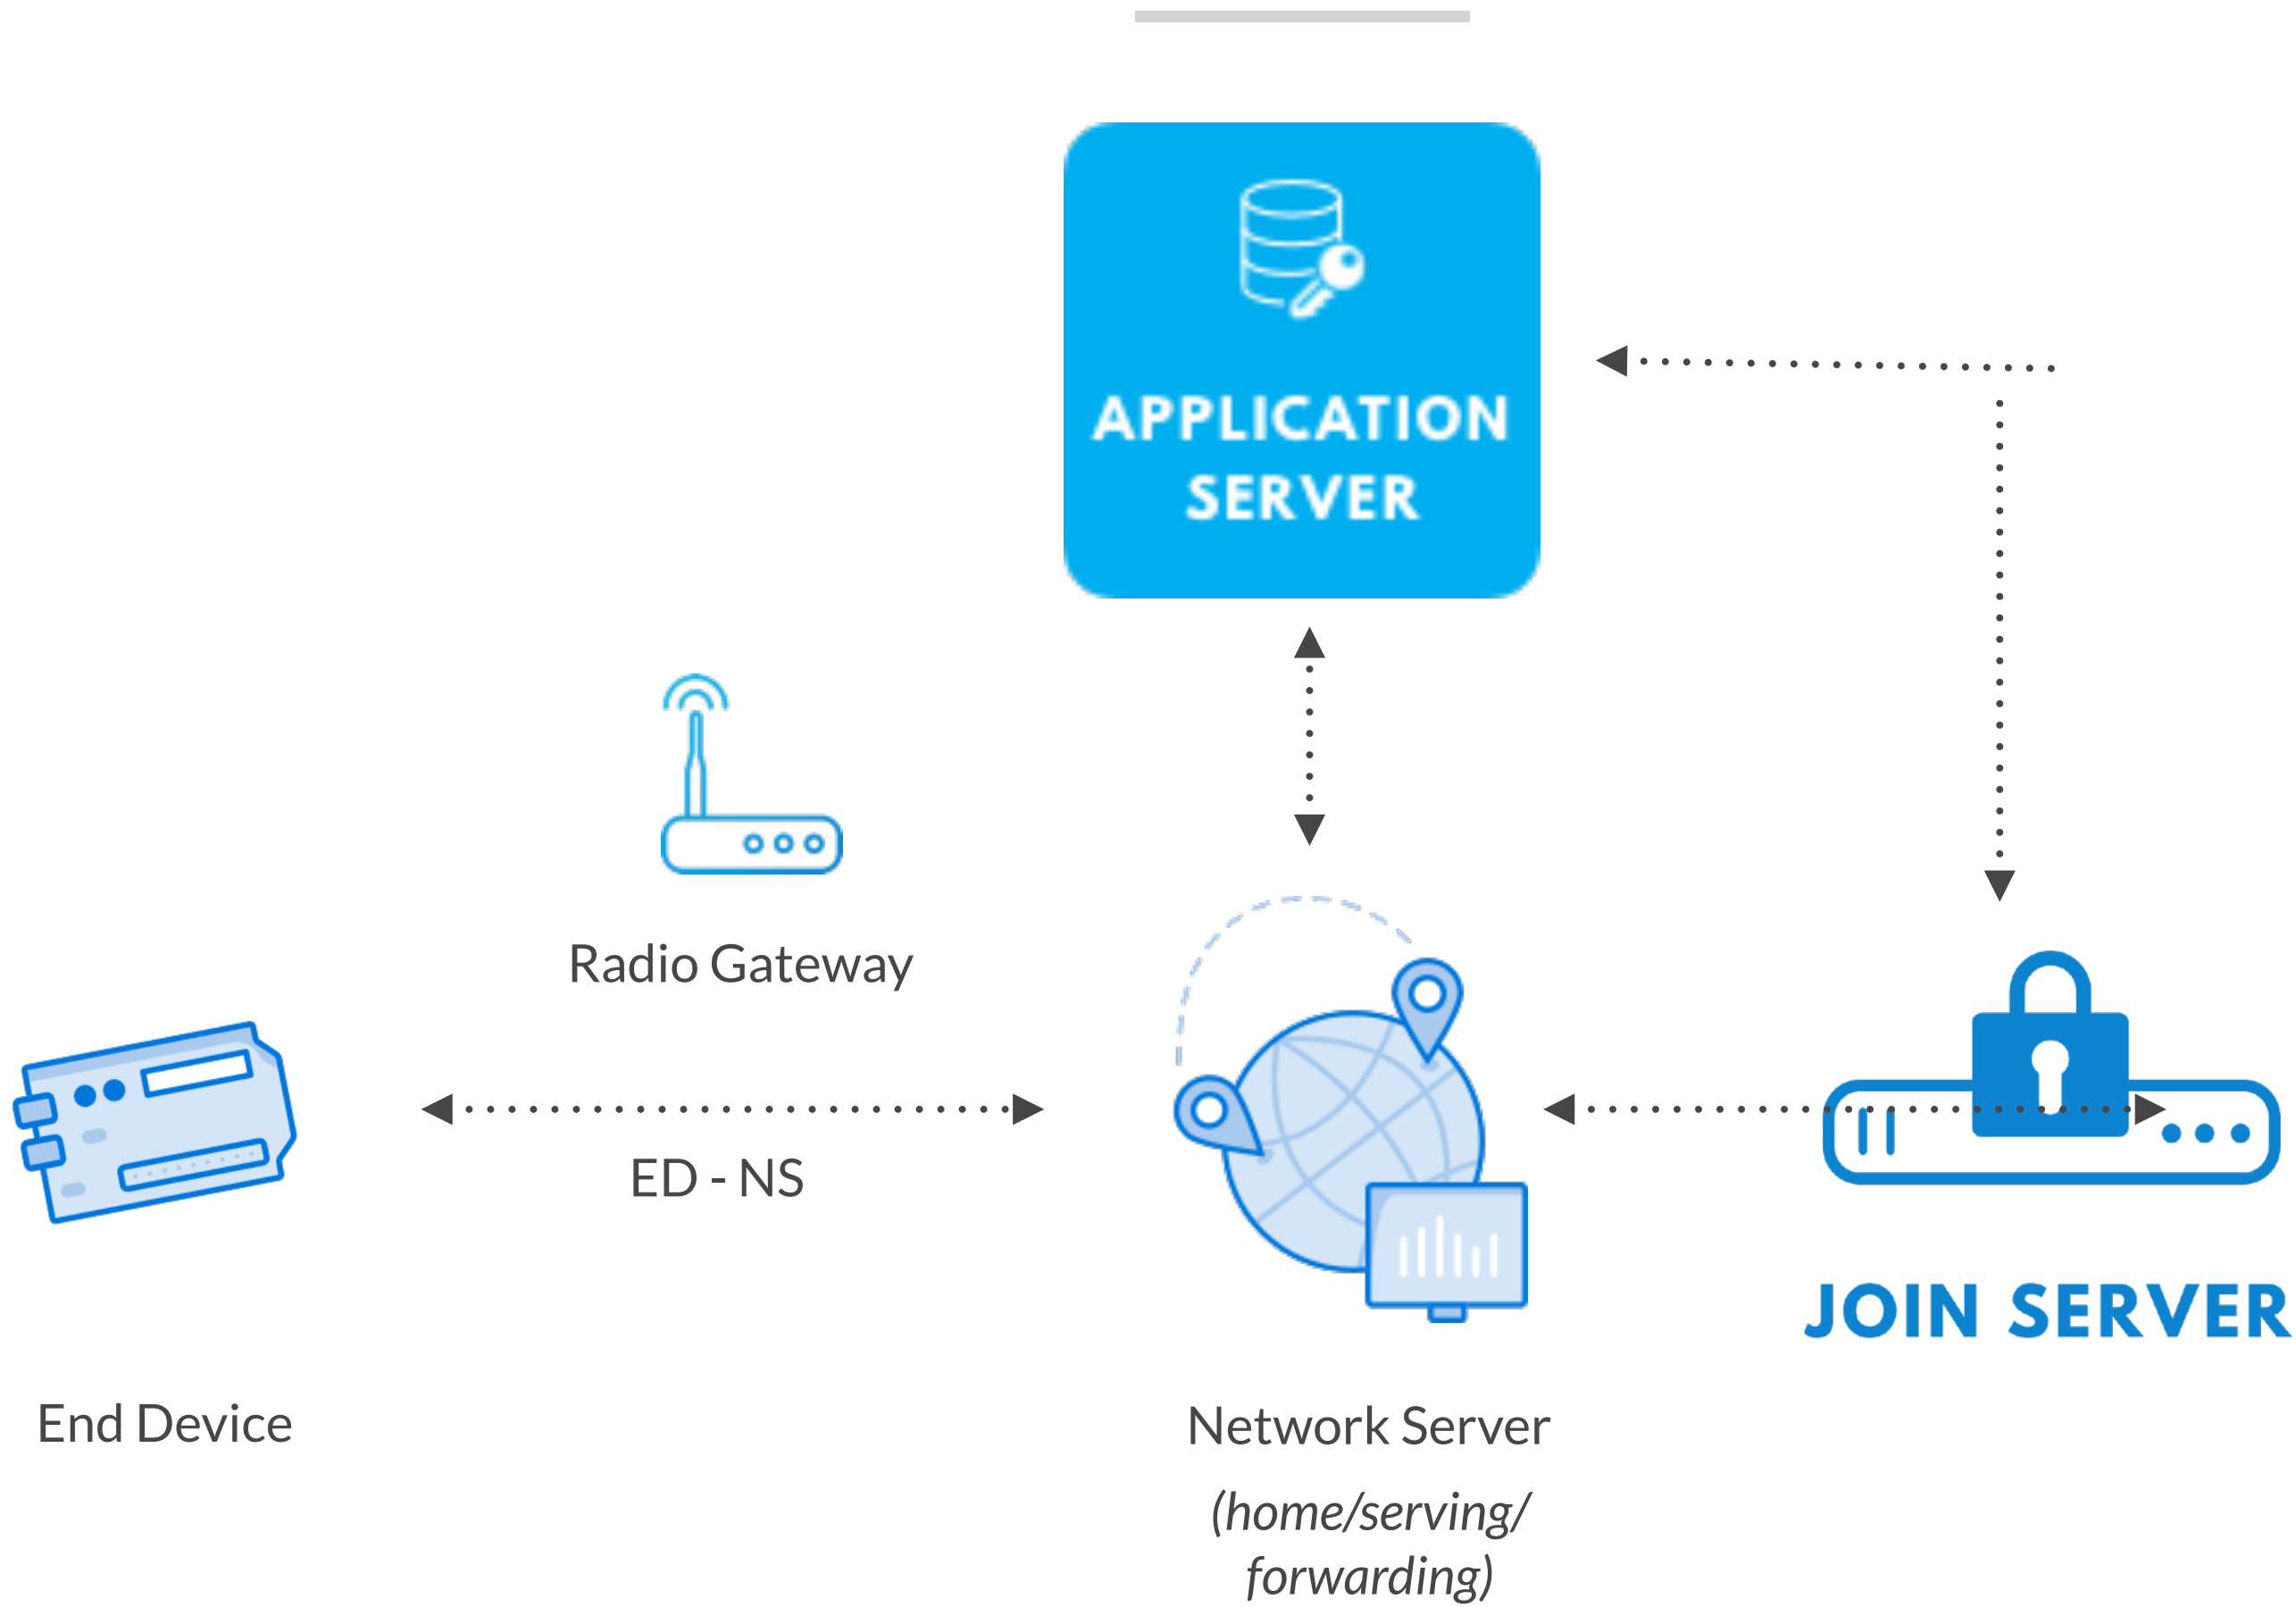 APPLICATION
SERVER
Radio Gateway
ED - NS
JOIN SERVER
End Device
Network Server
(home/serving/
forwarding)